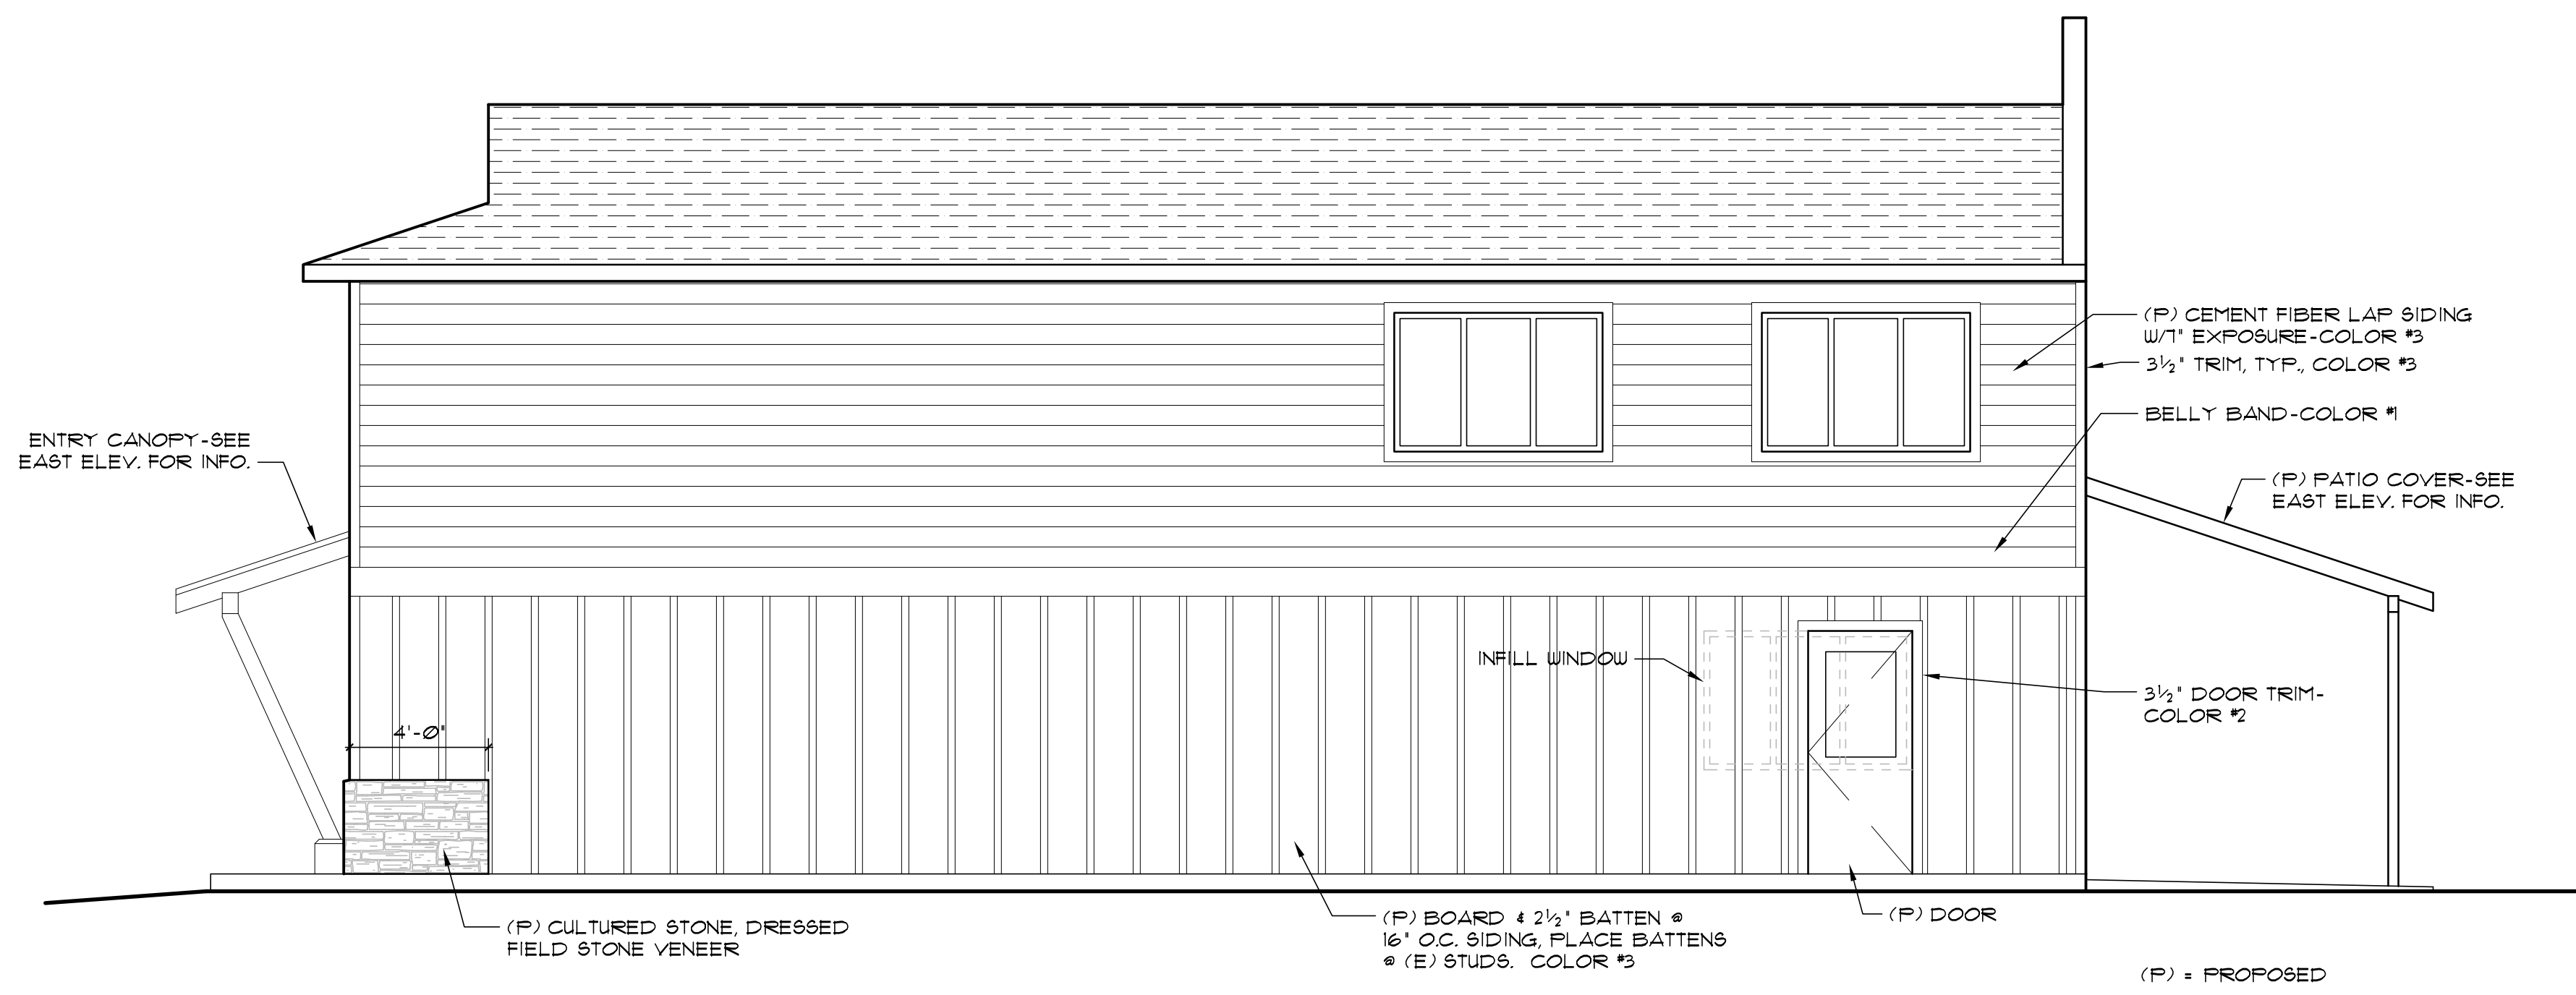 (P) CEMENT FIBER LAP SIDING
W/7" EXPOSURE-COLOR #3
3½" TRIM, TYP., COLOR #3
BELLY BAND-COLOR #1
ENTRY CANOPY-SEE
EAST ELEV. FOR INFO.
(P) PATIO COVER-SEE
EAST ELEV. FOR INFO.
INFILL WINDOW
3½" DOOR TRIM-
COLOR #2
4'-0"
(P) CULTURED STONE, DRESSED
FIELD STONE VENEER
(P) BOARD & 2½" BATTEN @
16" O.C. SIDING, PLACE BATTENS
@ (E) STUDS. COLOR #3
(P) DOOR
(P) = PROPOSED